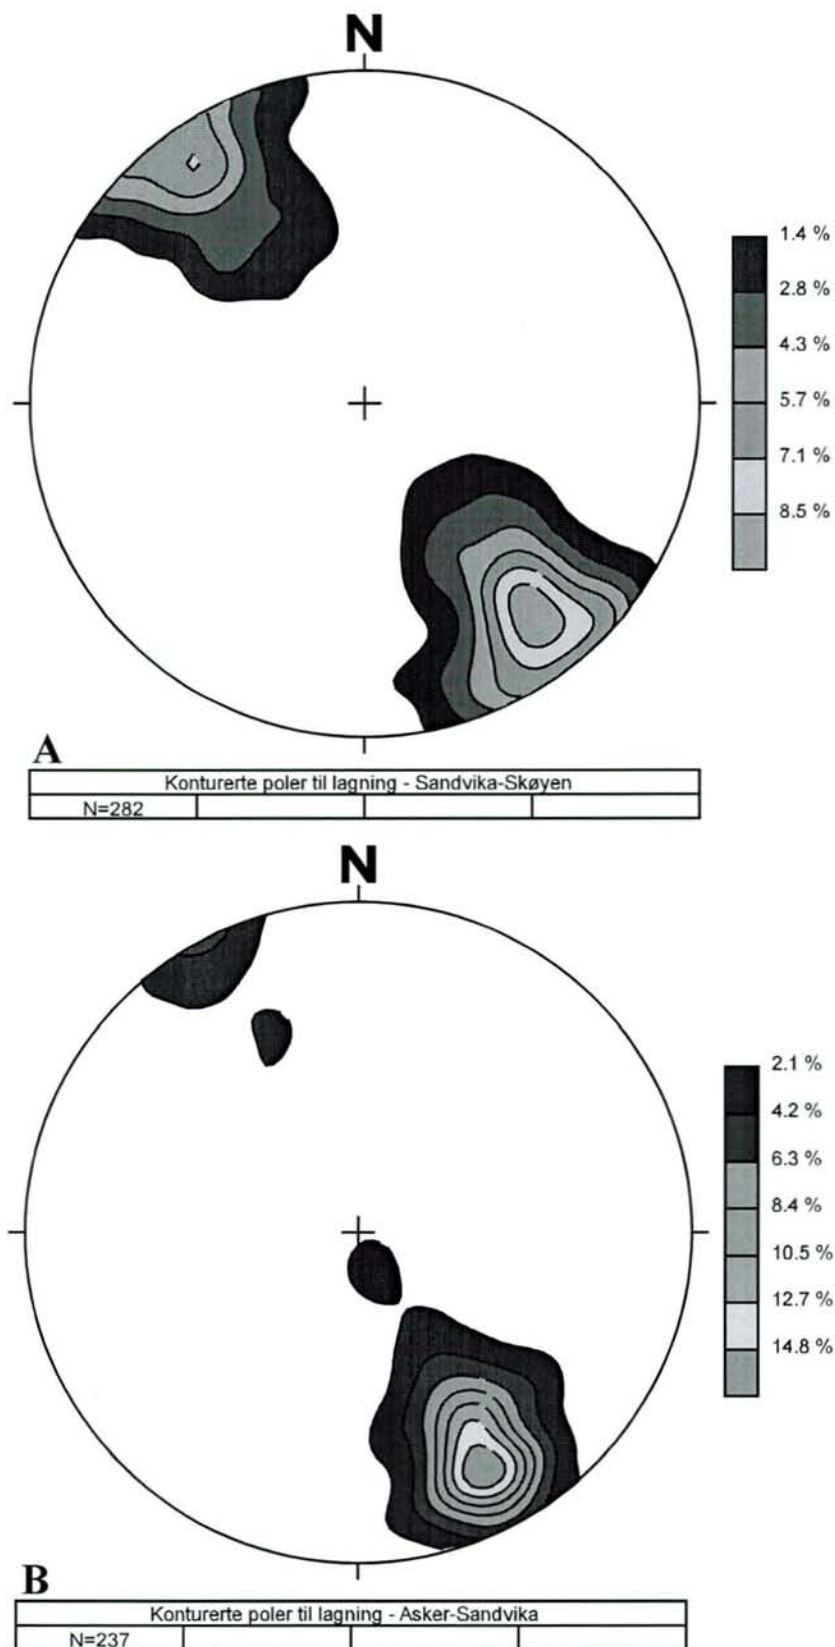 N
1.4 %
2.8 %
4.3 %
5.7 %
7.1 %
8.5 %
A
Konturerte poler til lagning - Sandvika-Skøyen
N=282
N
2.1 %
4.2 %
6.3 %
8.4 %
10.5 %
12.7 %
14.8 %
B
Konturerte poler til lagning - Asker-Sandvika
N=237